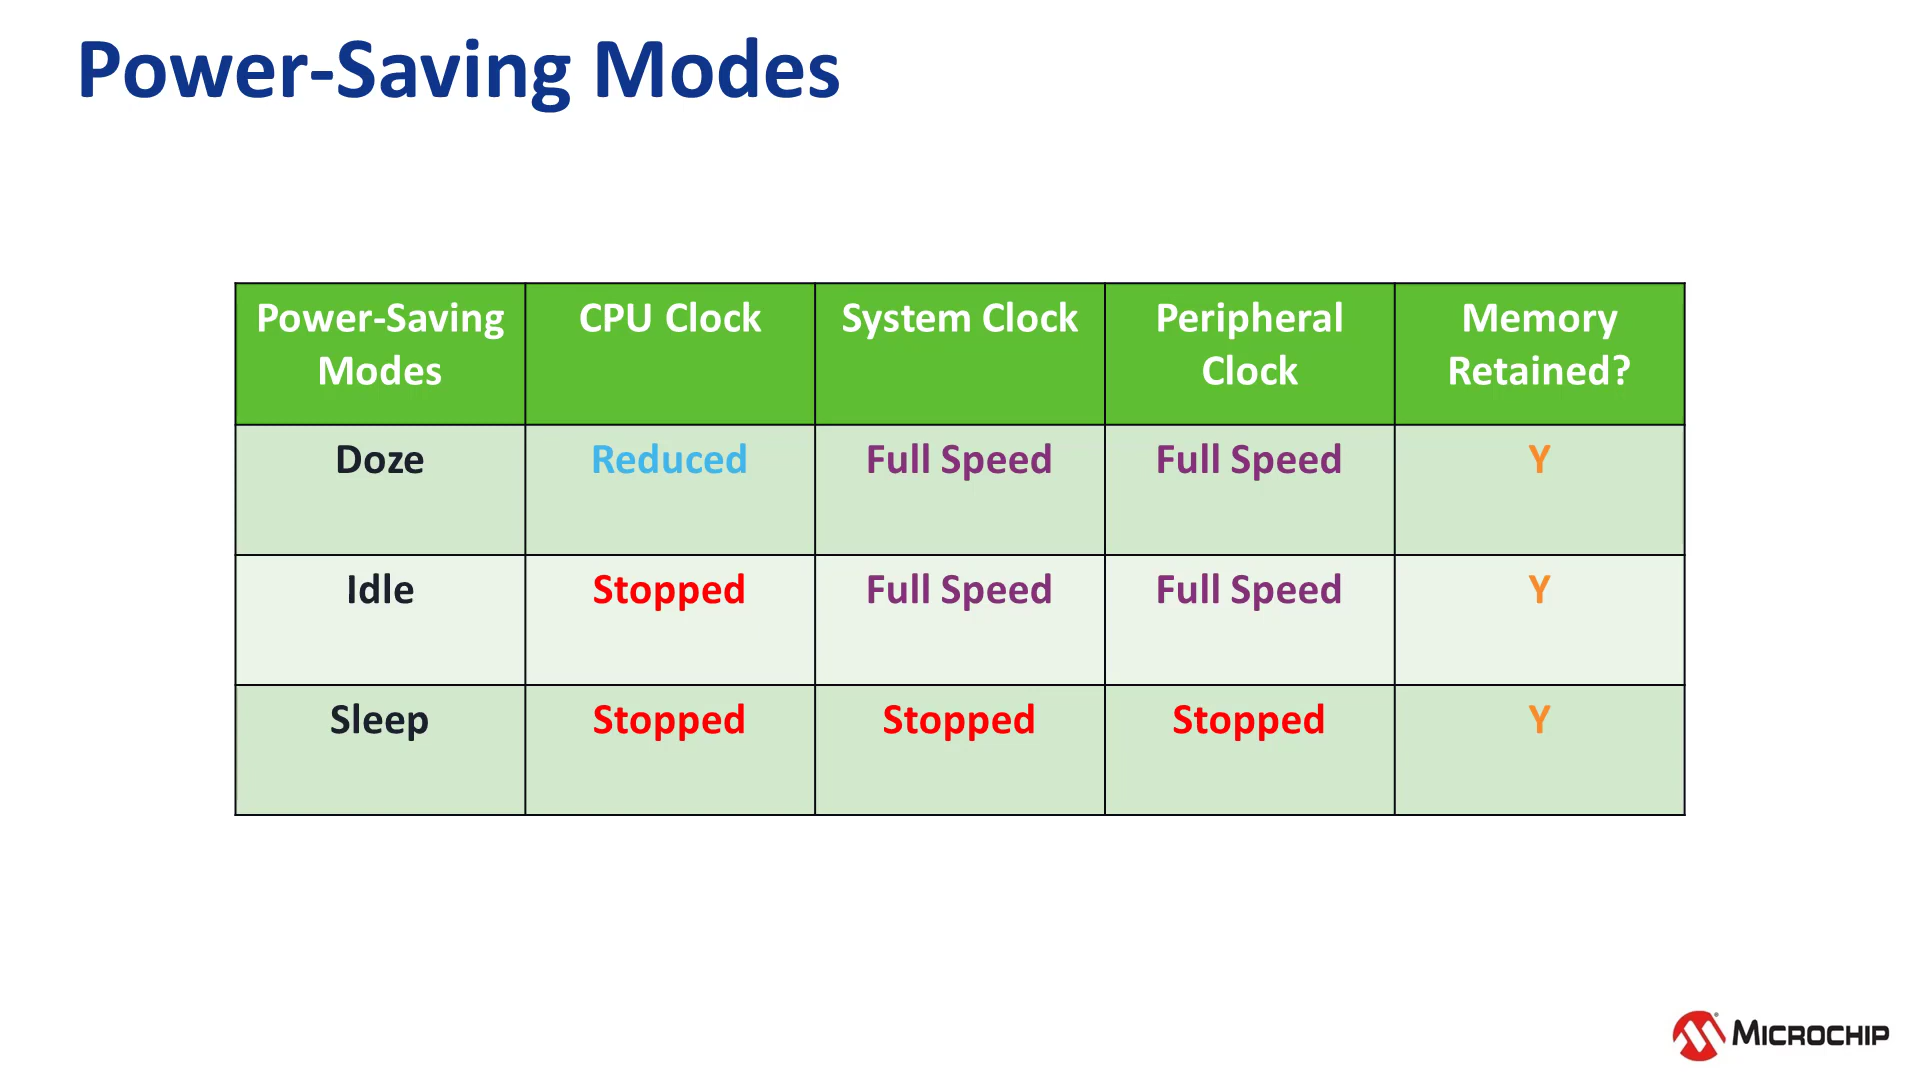 Power-Saving Modes
Power-Saving Modes CPU Clock System Clock Peripheral Clock Memory Retained?
Doze Reduced Full Speed Full Speed Y
Idle Stopped Full Speed Full Speed Y
Sleep Stopped Stopped Stopped Y
MICROCHIP